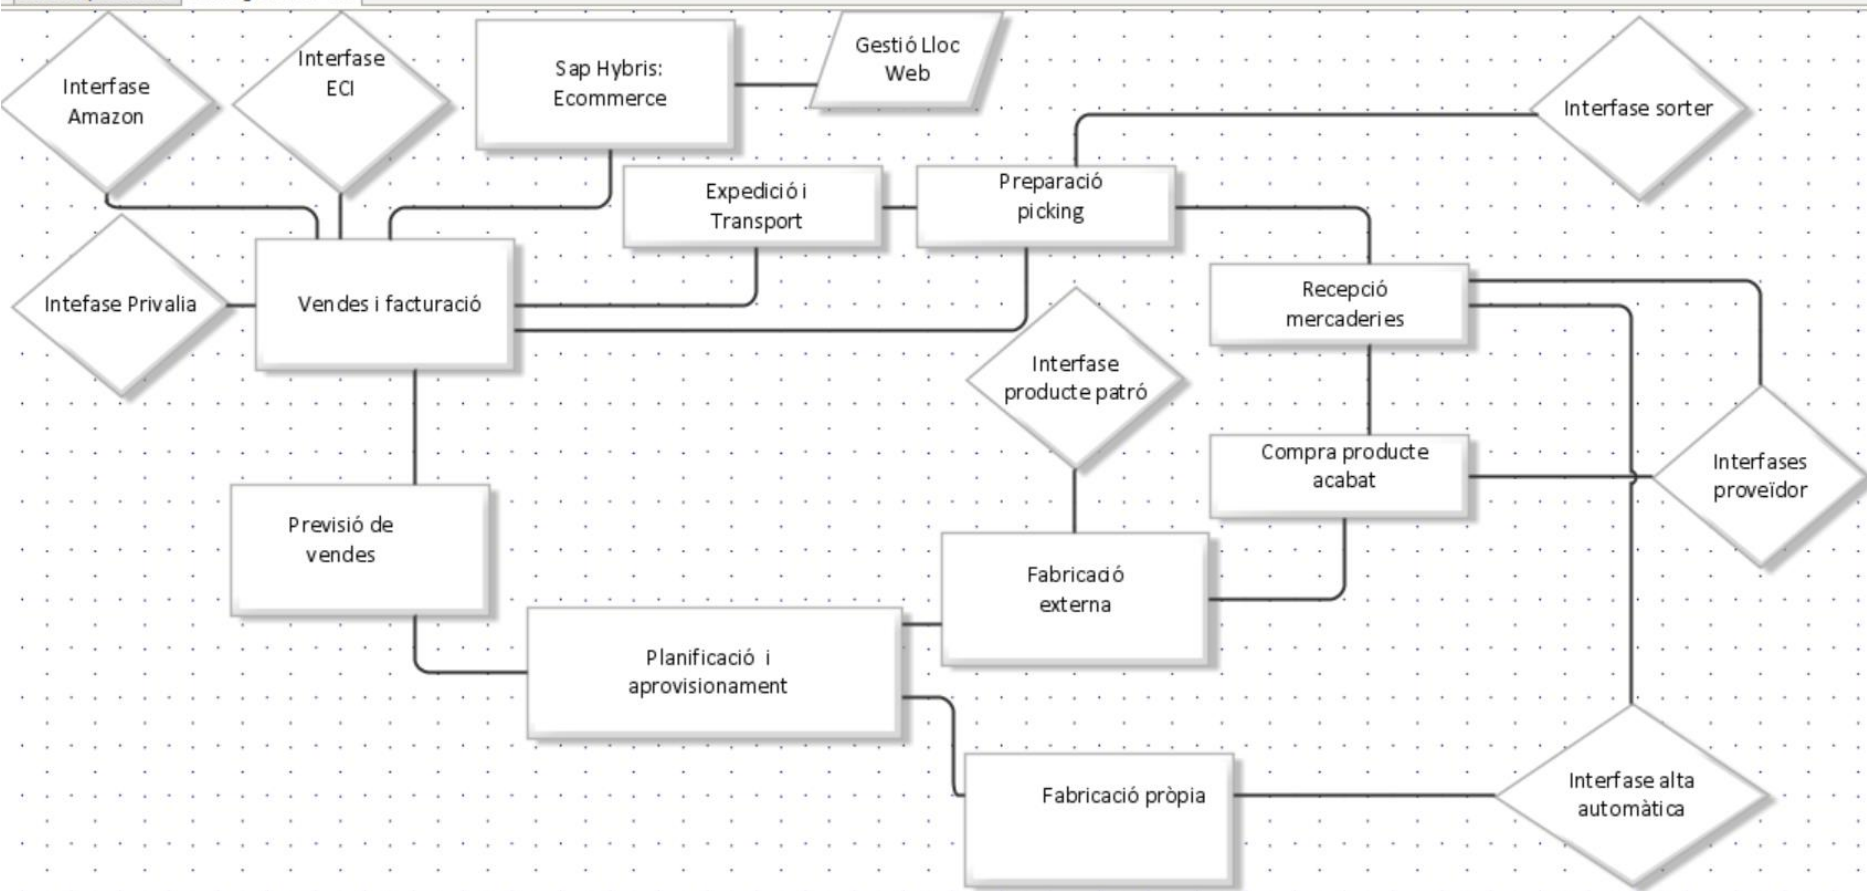 Interfase
Amazon
Interfase
ECI
Sap Hybris:
Ecommerce
Gestió Lloc
Web
Interfase sorter
Expedició i
Transport
Preparació
picking
Intefase Privalia
Vendes i facturació
Recepció
mercaderies
Interfase
producte patró
Compra producte
acabat
Interfases
proveïdor
Previsió de
vendes
Fabricació
externa
Planificació i
aprovisionament
Fabricació pròpia
Interfase alta
automàtica